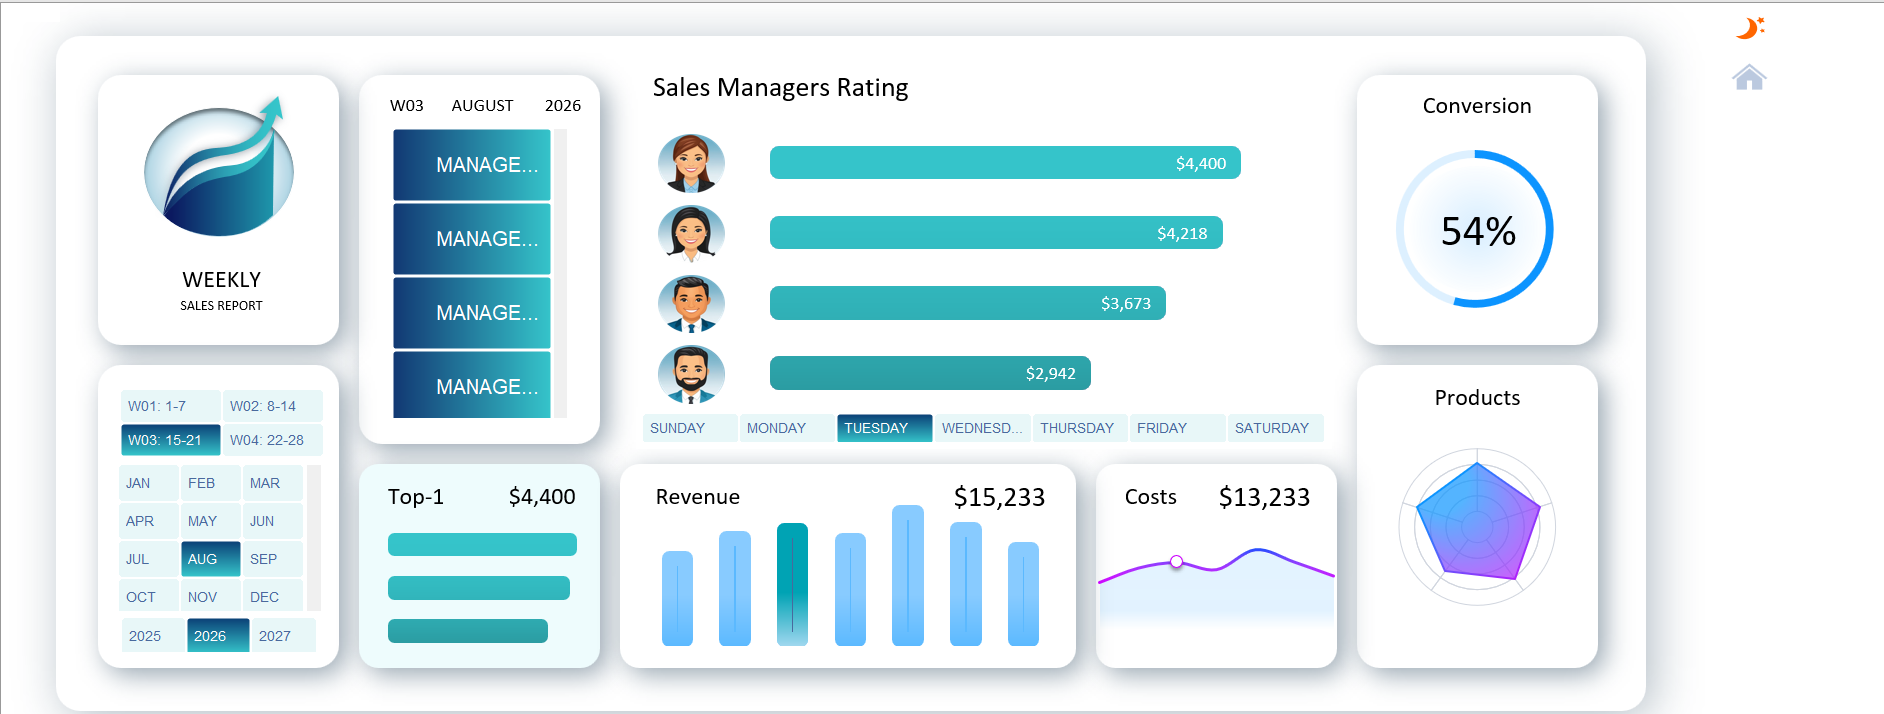 WEEKLY
SALES REPORT
W01: 1-7 W02: 8-14
W03: 15-21 W04: 22-28
JAN FEB MAR
APR MAY JUN
JUL AUG SEP
OCT NOV DEC
2025 2026 2027
W03 AUGUST 2026
MANAGE...
MANAGE...
MANAGE...
MANAGE...
Top-1 $4,400
Sales Managers Rating
$4,400
$4,218
$3,673
$2,942
SUNDAY MONDAY TUESDAY WEDNESD... THURSDAY FRIDAY SATURDAY
Revenue $15,233
Costs $13,233
Conversion
54%
Products